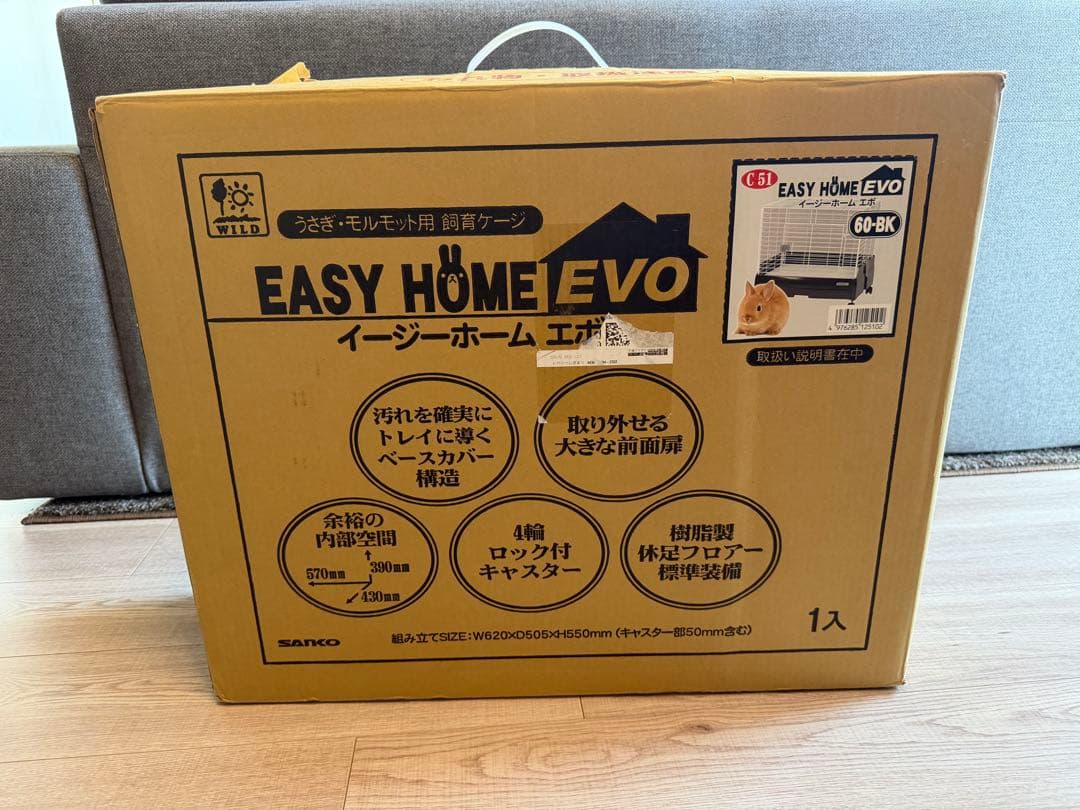 WILD
うさぎ・モルモット用 飼育ケージ
EASY HOME EVO
イージーホーム エボ
C 51
EASY HOME EVO
イージーホーム エボ
60-BK
4 976285 125102
取扱い説明書在中
汚れを確実に
トレイに導く
ベースカバー
構造
取り外せる
大きな前面扉
余裕の
内部空間
390mm
570mm
430mm
4輪
ロック付
キャスター
樹脂製
休足フロアー
標準装備
SANKO
組み立てSIZE：W620×D505×H550mm（キャスター部50mm含む）
1入